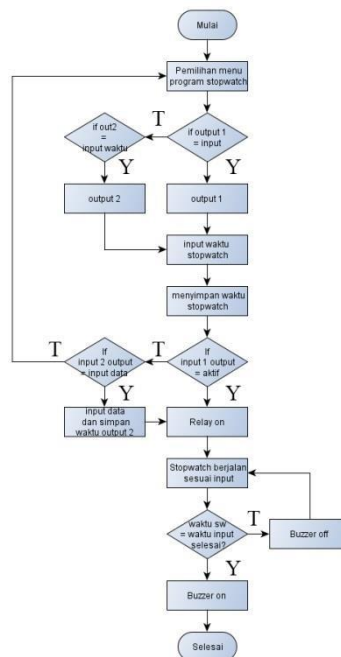 Mulai
Pemilihan menu
program stopwatch
if out2
=
input waktu
T
if output 1
= input
Y
Y
output 2
output 1
input waktu
stopwatch
menyimpan waktu
stopwatch
T
If
input 2 output
= input data
T
If
input 1 output
= aktif
Y
Y
input data
dan simpan
waktu output 2
Relay on
Stopwatch berjalan
sesuai input
waktu sw
= waktu input
selesai?
T
Buzzer off
Y
Buzzer on
Selesai